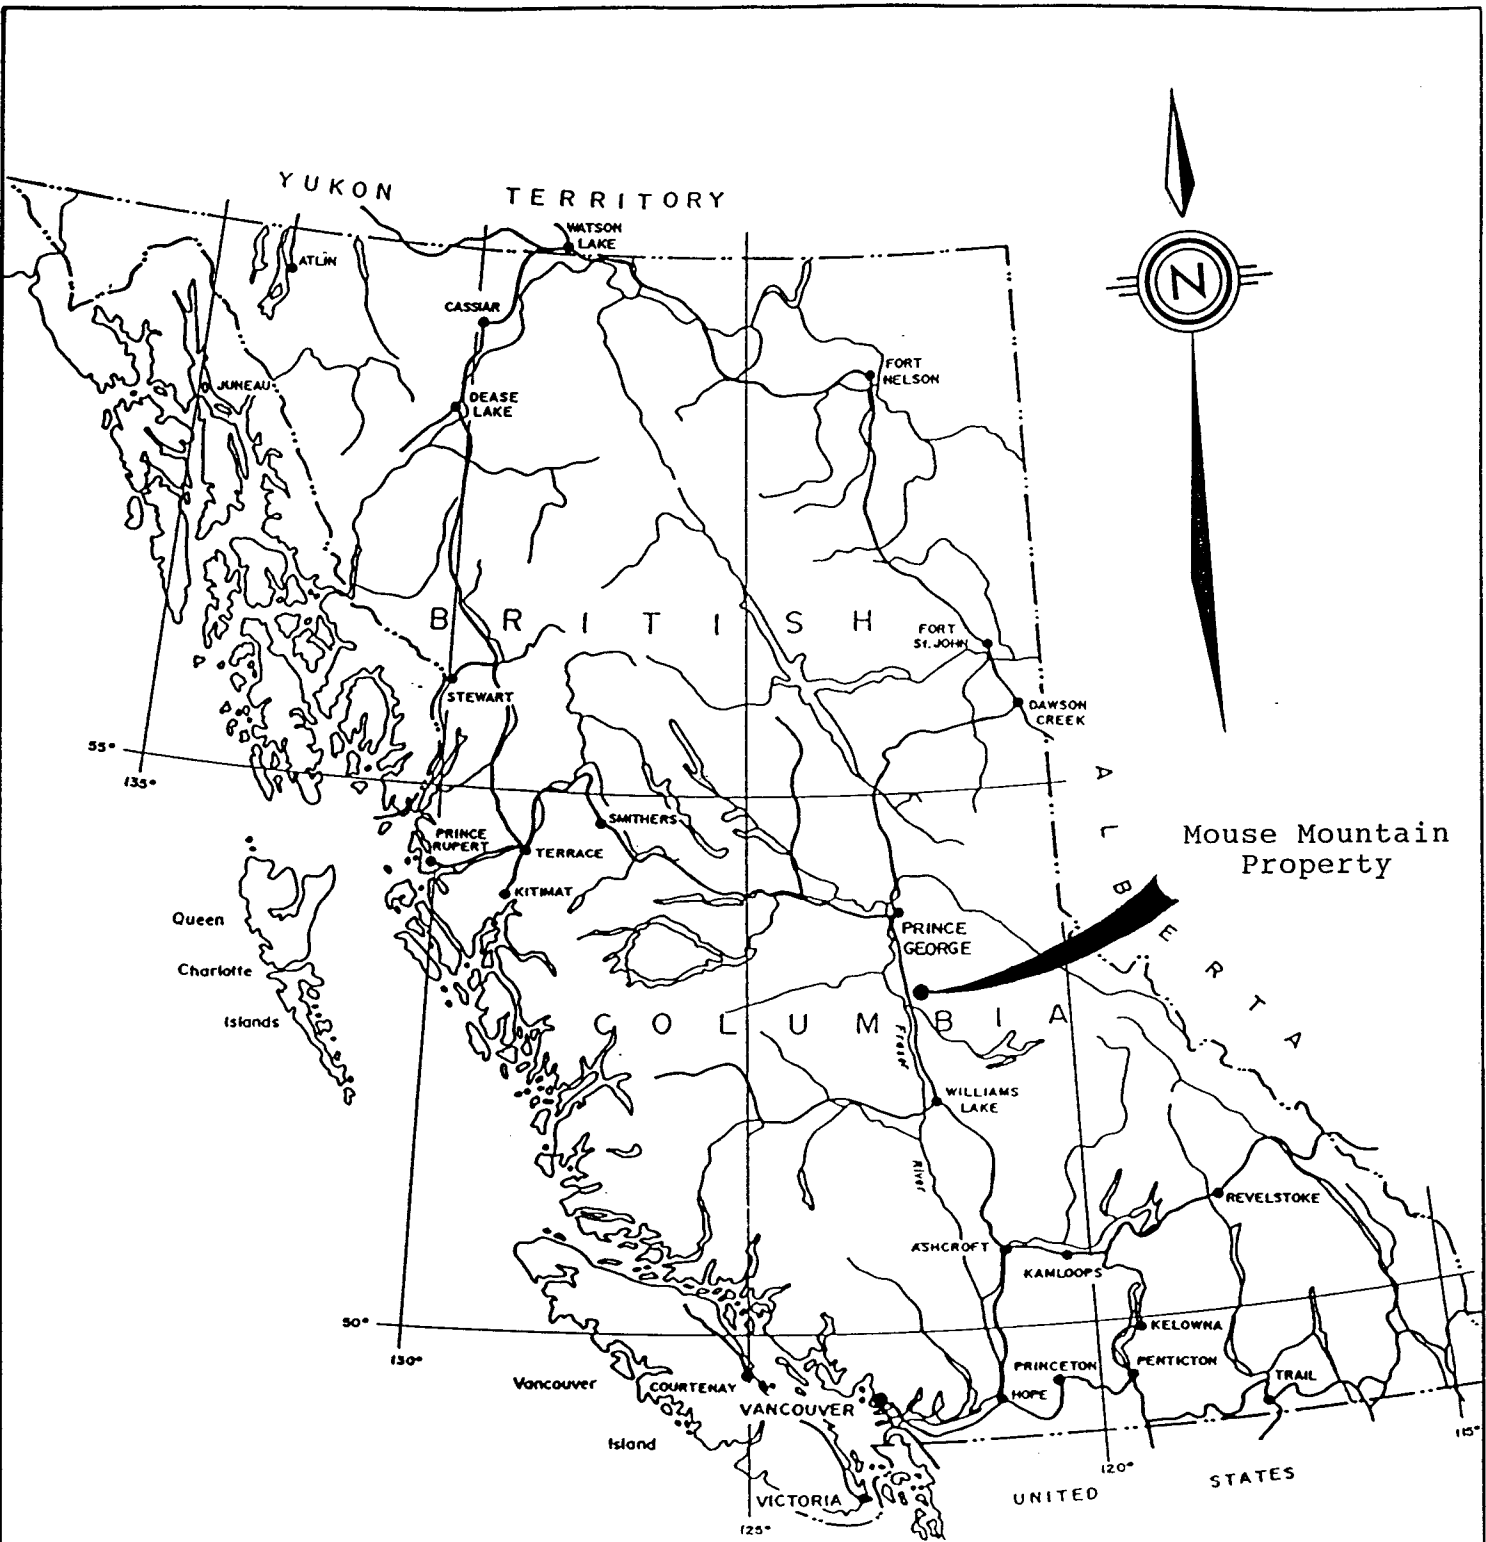 YUKON TERRITORY
WATSON
LAKE
ATLIN
CASSIAR
JUNEAU
DEASE
LAKE
FORT
NELSON
N
BRITISH
FORT
St. JOHN
STEWART
DAWSON
CREEK
55°
135°
ALBERTA
Mouse Mountain
Property
PRINCE
RUPERT
SMITHERS
TERRACE
KITIMAT
Queen
Charlotte
Islands
PRINCE
GEORGE
COLUMBIA
Fraser
River
WILLIAMS
LAKE
REVELSTOKE
ASHCROFT
KAMLOOPS
50°
130°
KELOWNA
Vancouver
Island
COURTENAY
VANCOUVER
PRINCETON
PENTICTON
HOPE
TRAIL
VICTORIA
125°
120°
115°
UNITED STATES